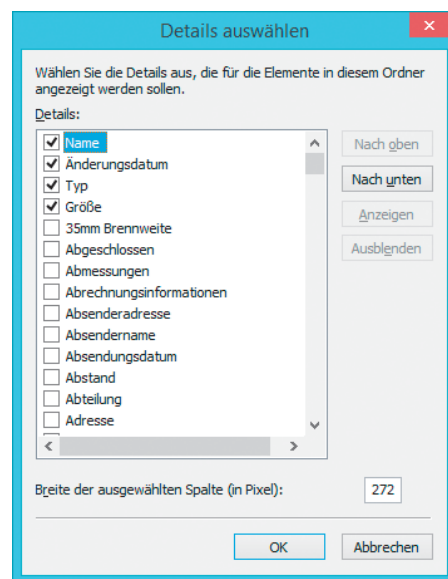 Details auswählen
Wählen Sie die Details aus, die für die Elemente in diesem Ordner
angezeigt werden sollen.
Details:
Name
Änderungsdatum
Typ
Größe
35mm Brennweite
Abgeschlossen
Abmessungen
Abrechnungsinformationen
Absenderadresse
Absendername
Absendungsdatum
Abstand
Abteilung
Adresse
Nach oben
Nach unten
Anzeigen
Ausblenden
Breite der ausgewählten Spalte (in Pixel): 272
OK Abbrechen